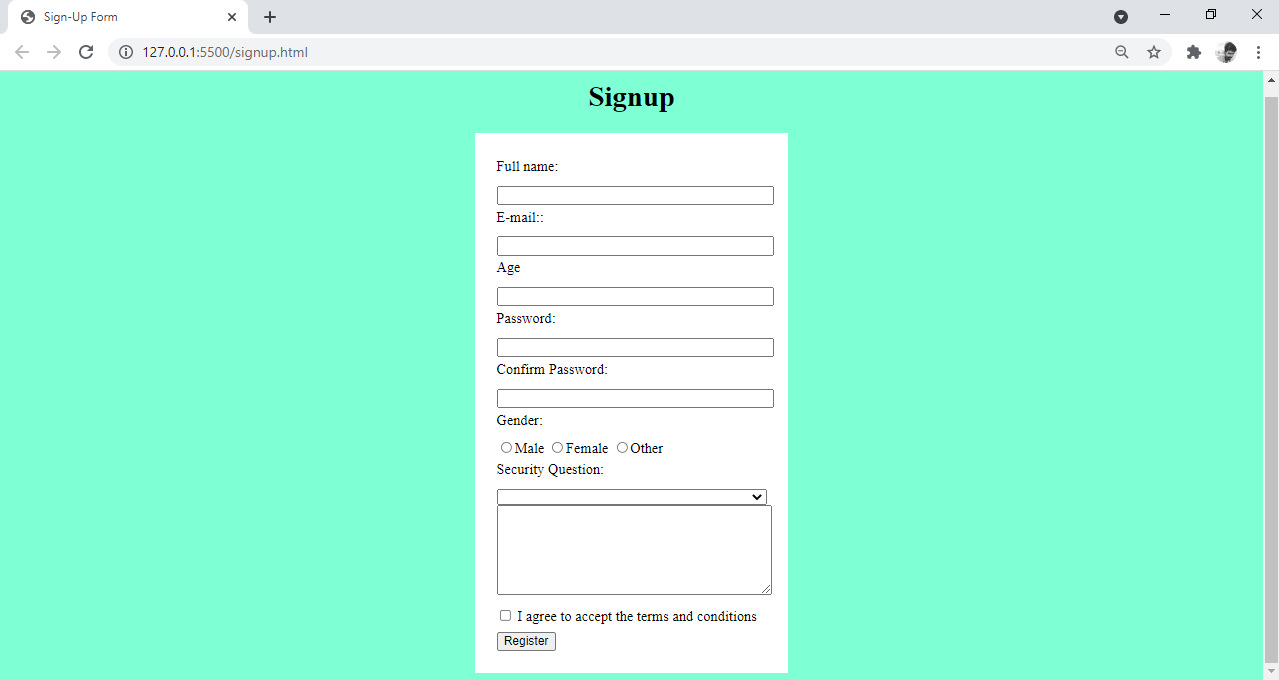 Sign-Up Form
127.0.0.1:5500/signup.html
Signup
Full name:
E-mail::
Age
Password:
Confirm Password:
Gender:
Male Female Other
Security Question:
I agree to accept the terms and conditions
Register